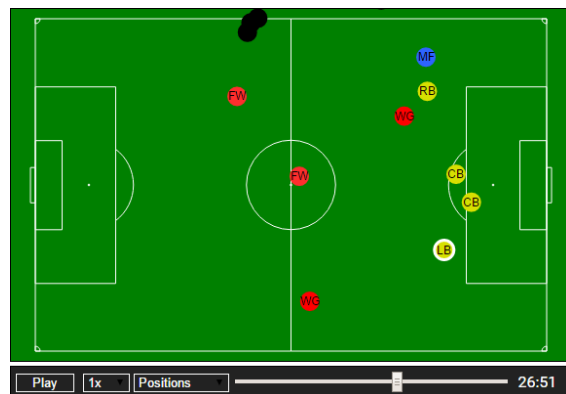 MF
RB
FW
WG
CB
FW
CB
LB
WG
Play 1x Positions 26:51